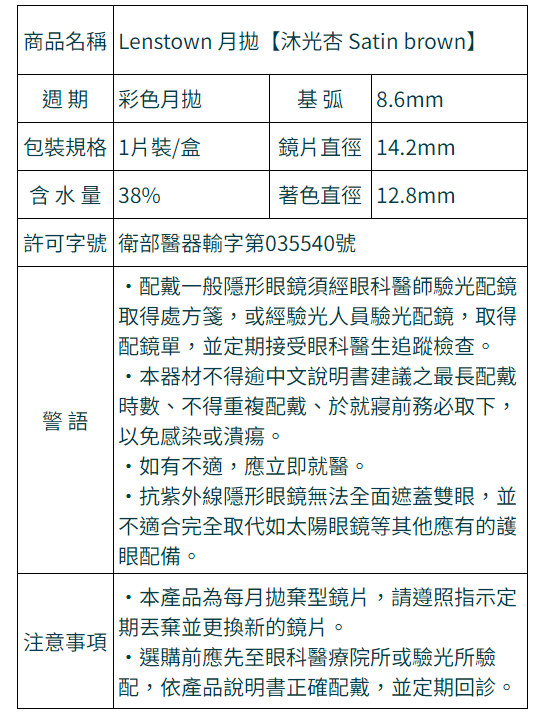 商品名稱 Lenstown 月拋【沐光杏 Satin brown】
週 期 彩色月拋 基 弧 8.6mm
包裝規格 1片裝/盒 鏡片直徑 14.2mm
含 水 量 38% 著色直徑 12.8mm
許可字號 衛部醫器輸字第035540號
警 語
・配戴一般隱形眼鏡須經眼科醫師驗光配鏡
取得處方箋，或經驗光人員驗光配鏡，取得
配鏡單，並定期接受眼科醫生追蹤檢查。
・本器材不得逾中文說明書建議之最長配戴
時數、不得重複配戴、於就寢前務必取下，
以免感染或潰瘍。
・如有不適，應立即就醫。
・抗紫外線隱形眼鏡無法全面遮蓋雙眼，並
不適合完全取代如太陽眼鏡等其他應有的護
眼配備。
注意事項
・本產品為每月拋棄型鏡片，請遵照指示定
期丟棄並更換新的鏡片。
・選購前應先至眼科醫療院所或驗光所驗
配，依產品說明書正確配戴，並定期回診。